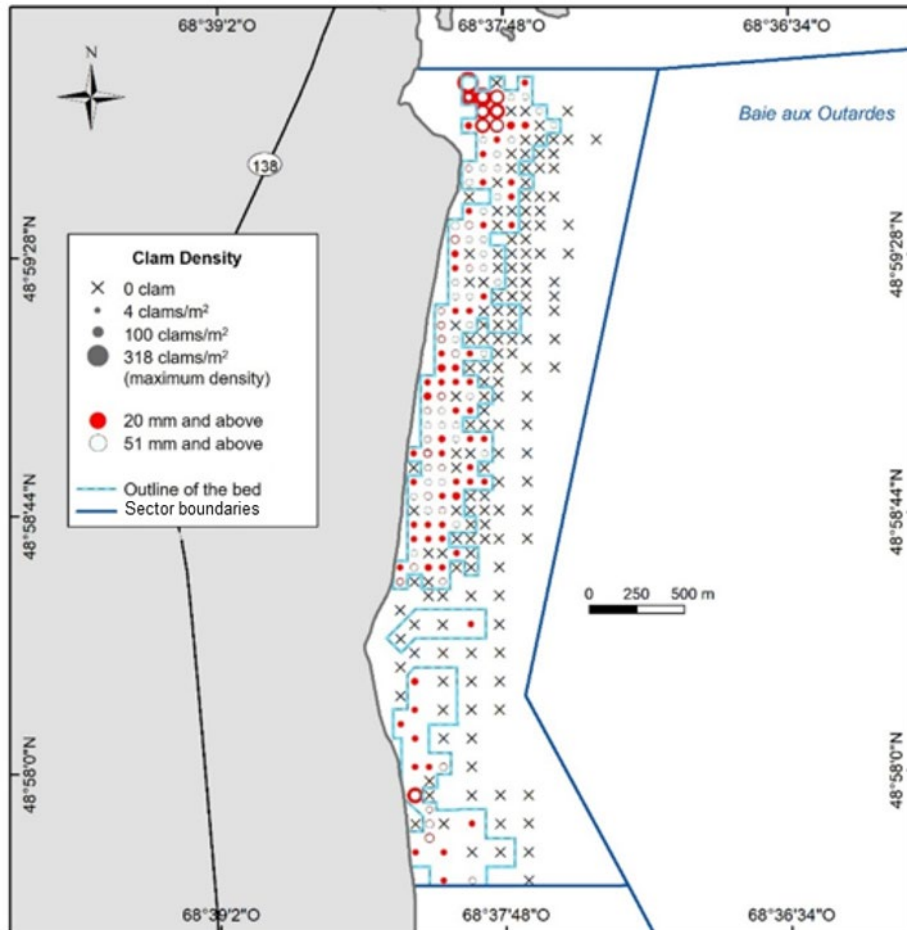 68°39'2"O 68°37'48"O 68°36'34"O
N
Baie aux Outardes
138
48°59'28"N 48°59'28"N
Clam Density
0 clam
4 clams/m²
100 clams/m²
318 clams/m²
(maximum density)
20 mm and above
51 mm and above
Outline of the bed
Sector boundaries
48°58'44"N 48°58'44"N
0 250 500 m
48°58'0"N 48°58'0"N
68°39'2"O 68°37'48"O 68°36'34"O